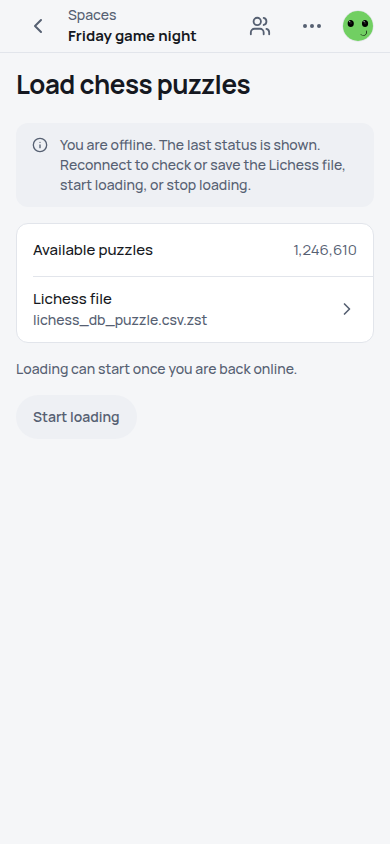 Spaces
Friday game night
Load chess puzzles
You are offline. The last status is shown.
Reconnect to check or save the Lichess file,
start loading, or stop loading.
Available puzzles 1,246,610
Lichess file
lichess_db_puzzle.csv.zst
Loading can start once you are back online.
Start loading